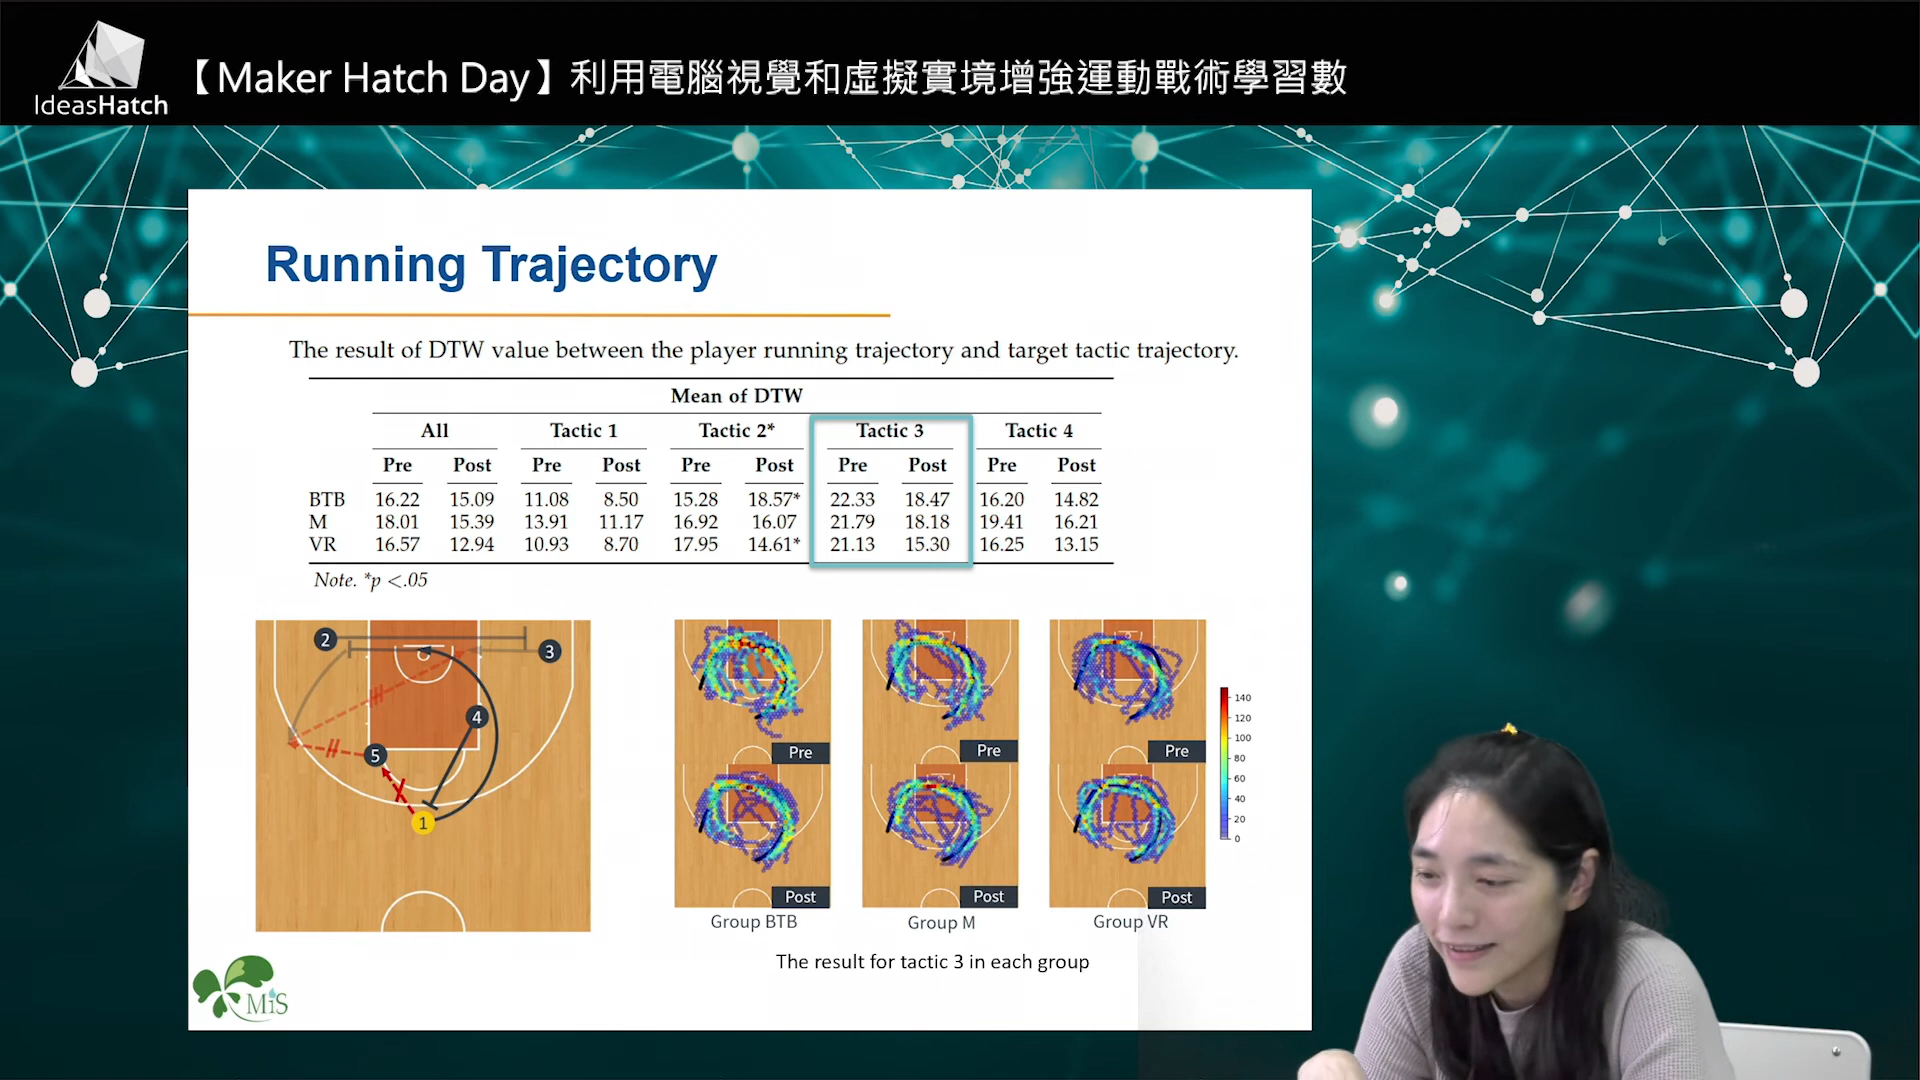 IdeasHatch
【Maker Hatch Day】利用電腦視覺和虛擬實境增強運動戰術學習數
Running Trajectory
The result of DTW value between the player running trajectory and target tactic trajectory.
Mean of DTW
All Tactic 1 Tactic 2* Tactic 3 Tactic 4
Pre Post Pre Post Pre Post Pre Post Pre Post
BTB 16.22 15.09 11.08 8.50 15.28 18.57* 22.33 18.47 16.20 14.82
M 18.01 15.39 13.91 11.17 16.92 16.07 21.79 18.18 19.41 16.21
VR 16.57 12.94 10.93 8.70 17.95 14.61* 21.13 15.30 16.25 13.15
Note. *p <.05
2
3
4
5
1
Pre Pre Pre
Post Post Post
Group BTB Group M Group VR
140
120
100
80
60
40
20
0
The result for tactic 3 in each group
MiS